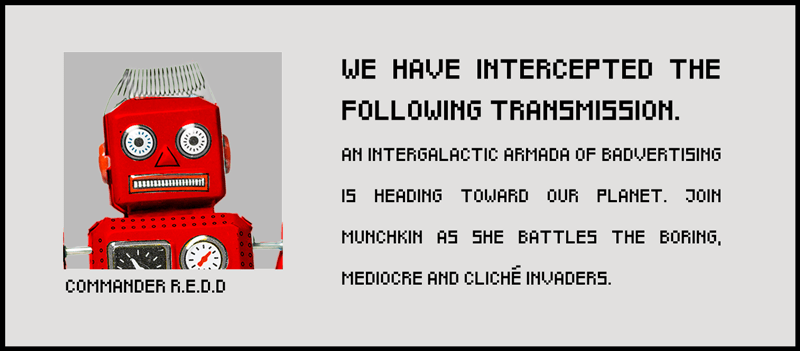 WE HAVE INTERCEPTED THE
FOLLOWING TRANSMISSION.
AN INTERGALACTIC ARMADA OF BADVERTISING
IS HEADING TOWARD OUR PLANET. JOIN
MUNCHKIN AS SHE BATTLES THE BORING,
MEDIOCRE AND CLICHÉ INVADERS.
COMMANDER R.E.D.D